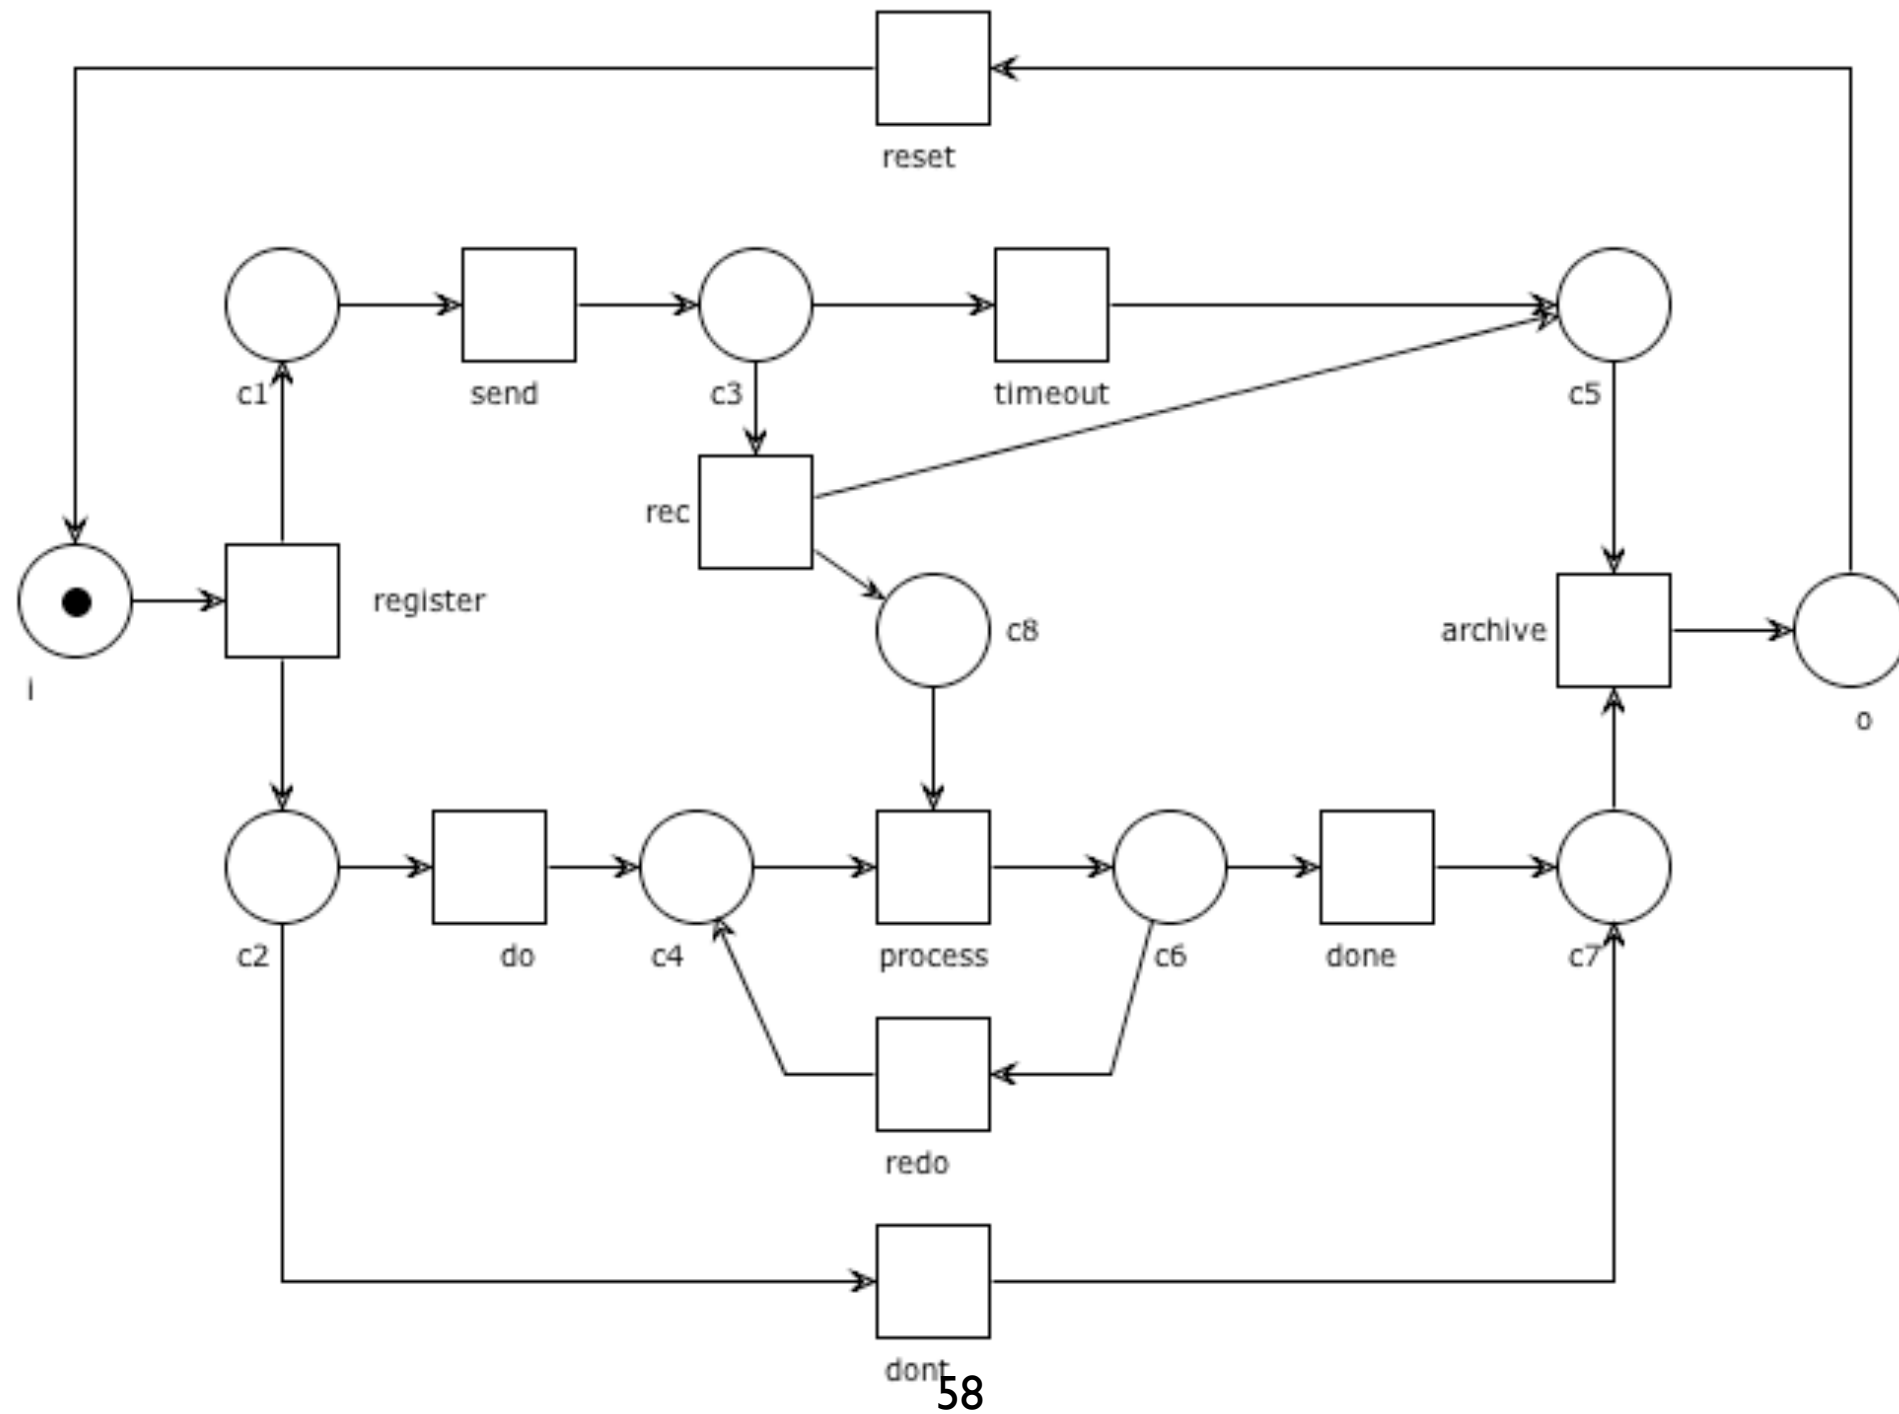 reset
c1
send
c3
timeout
c5
rec
register
c8
archive
i
o
c2
do
c4
process
c6
done
c7
redo
dont
58